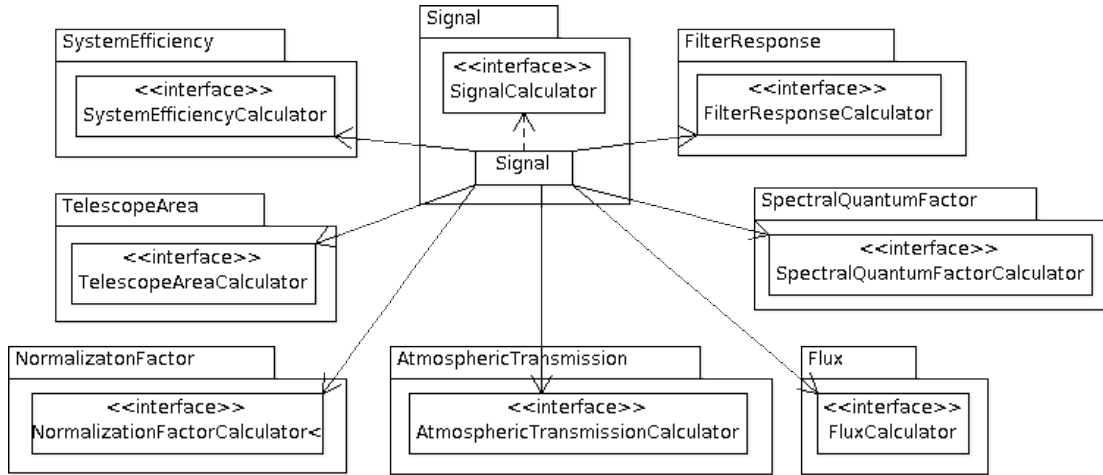 Signal
SystemEfficiency
FilterResponse
<<interface>>
SystemEfficiencyCalculator
<<interface>>
SignalCalculator
<<interface>>
FilterResponseCalculator
Signal
TelescopeArea
SpectralQuantumFactor
<<interface>>
TelescopeAreaCalculator
<<interface>>
SpectralQuantumFactorCalculator
NormalizatonFactor
AtmosphericTransmission
Flux
<<interface>>
NormalizationFactorCalculator<
<<interface>>
AtmosphericTransmissionCalculator
<<interface>>
FluxCalculator